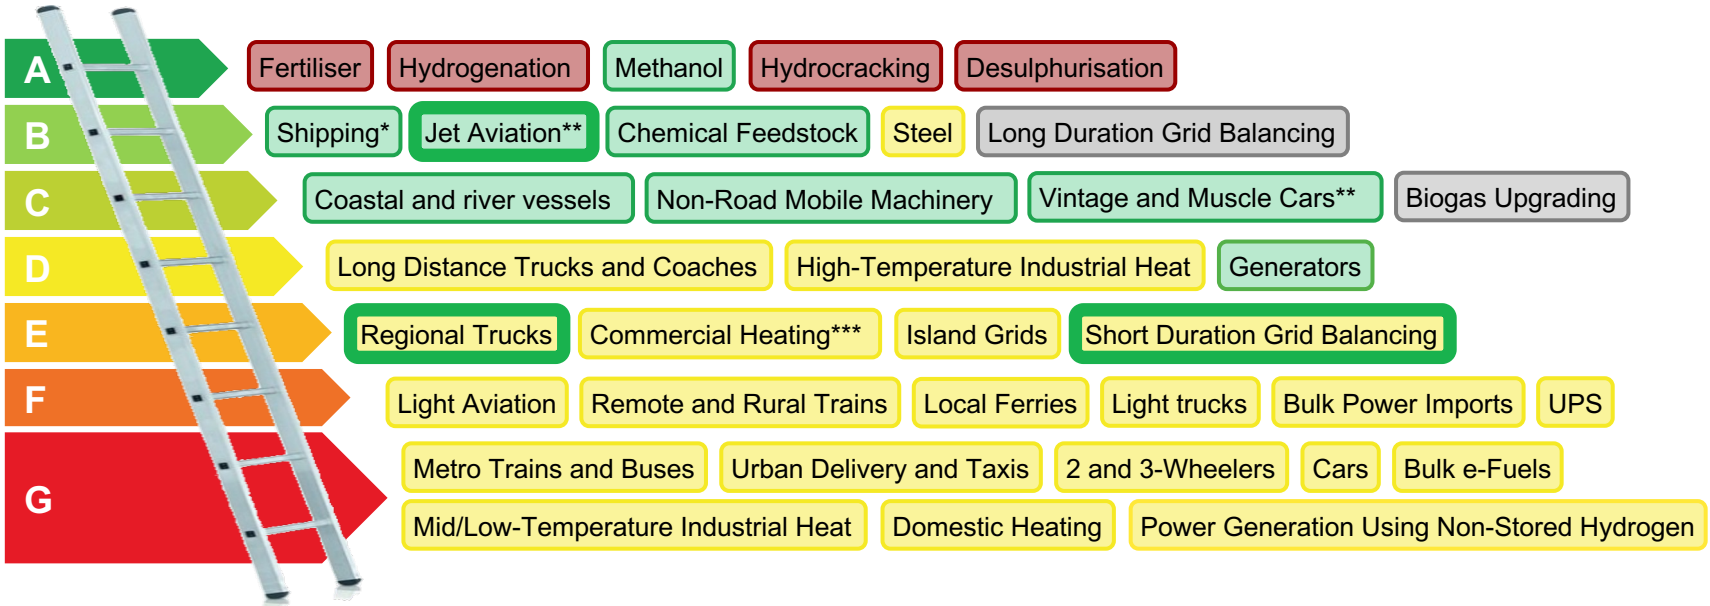 A Fertiliser Hydrogenation Methanol Hydrocracking Desulphurisation
B Shipping* Jet Aviation** Chemical Feedstock Steel Long Duration Grid Balancing
C Coastal and river vessels Non-Road Mobile Machinery Vintage and Muscle Cars** Biogas Upgrading
D Long Distance Trucks and Coaches High-Temperature Industrial Heat Generators
E Regional Trucks Commercial Heating*** Island Grids Short Duration Grid Balancing
F Light Aviation Remote and Rural Trains Local Ferries Light trucks Bulk Power Imports UPS
G Metro Trains and Buses Urban Delivery and Taxis 2 and 3-Wheelers Cars Bulk e-Fuels
Mid/Low-Temperature Industrial Heat Domestic Heating Power Generation Using Non-Stored Hydrogen